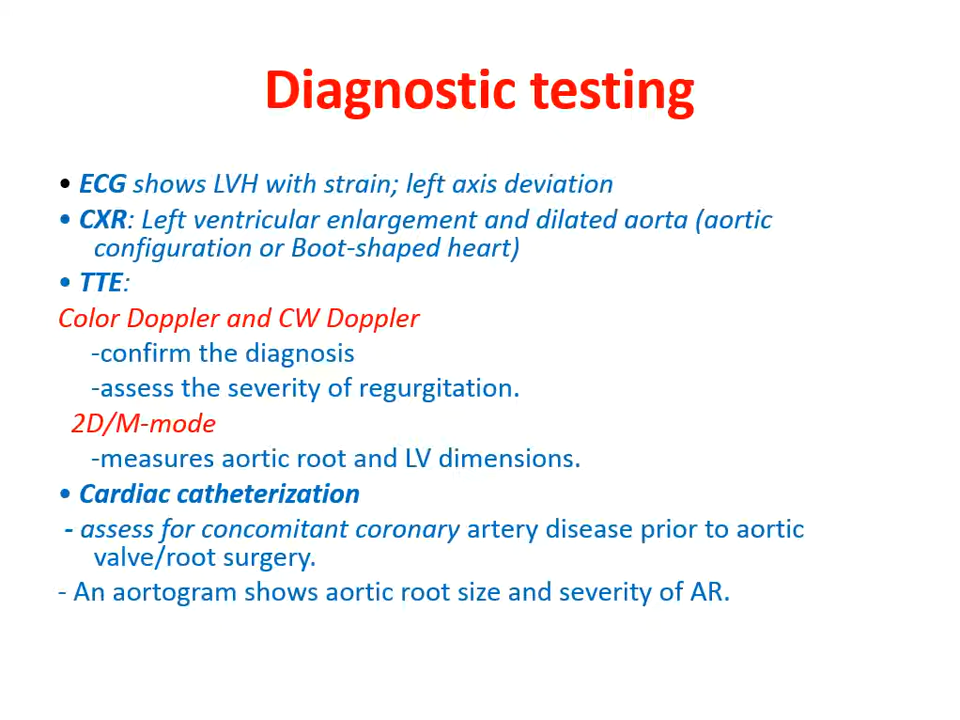 Diagnostic testing
• ECG shows LVH with strain; left axis deviation
• CXR: Left ventricular enlargement and dilated aorta (aortic
configuration or Boot-shaped heart)
• TTE:
Color Doppler and CW Doppler
-confirm the diagnosis
-assess the severity of regurgitation.
2D/M-mode
-measures aortic root and LV dimensions.
• Cardiac catheterization
- assess for concomitant coronary artery disease prior to aortic
valve/root surgery.
- An aortogram shows aortic root size and severity of AR.